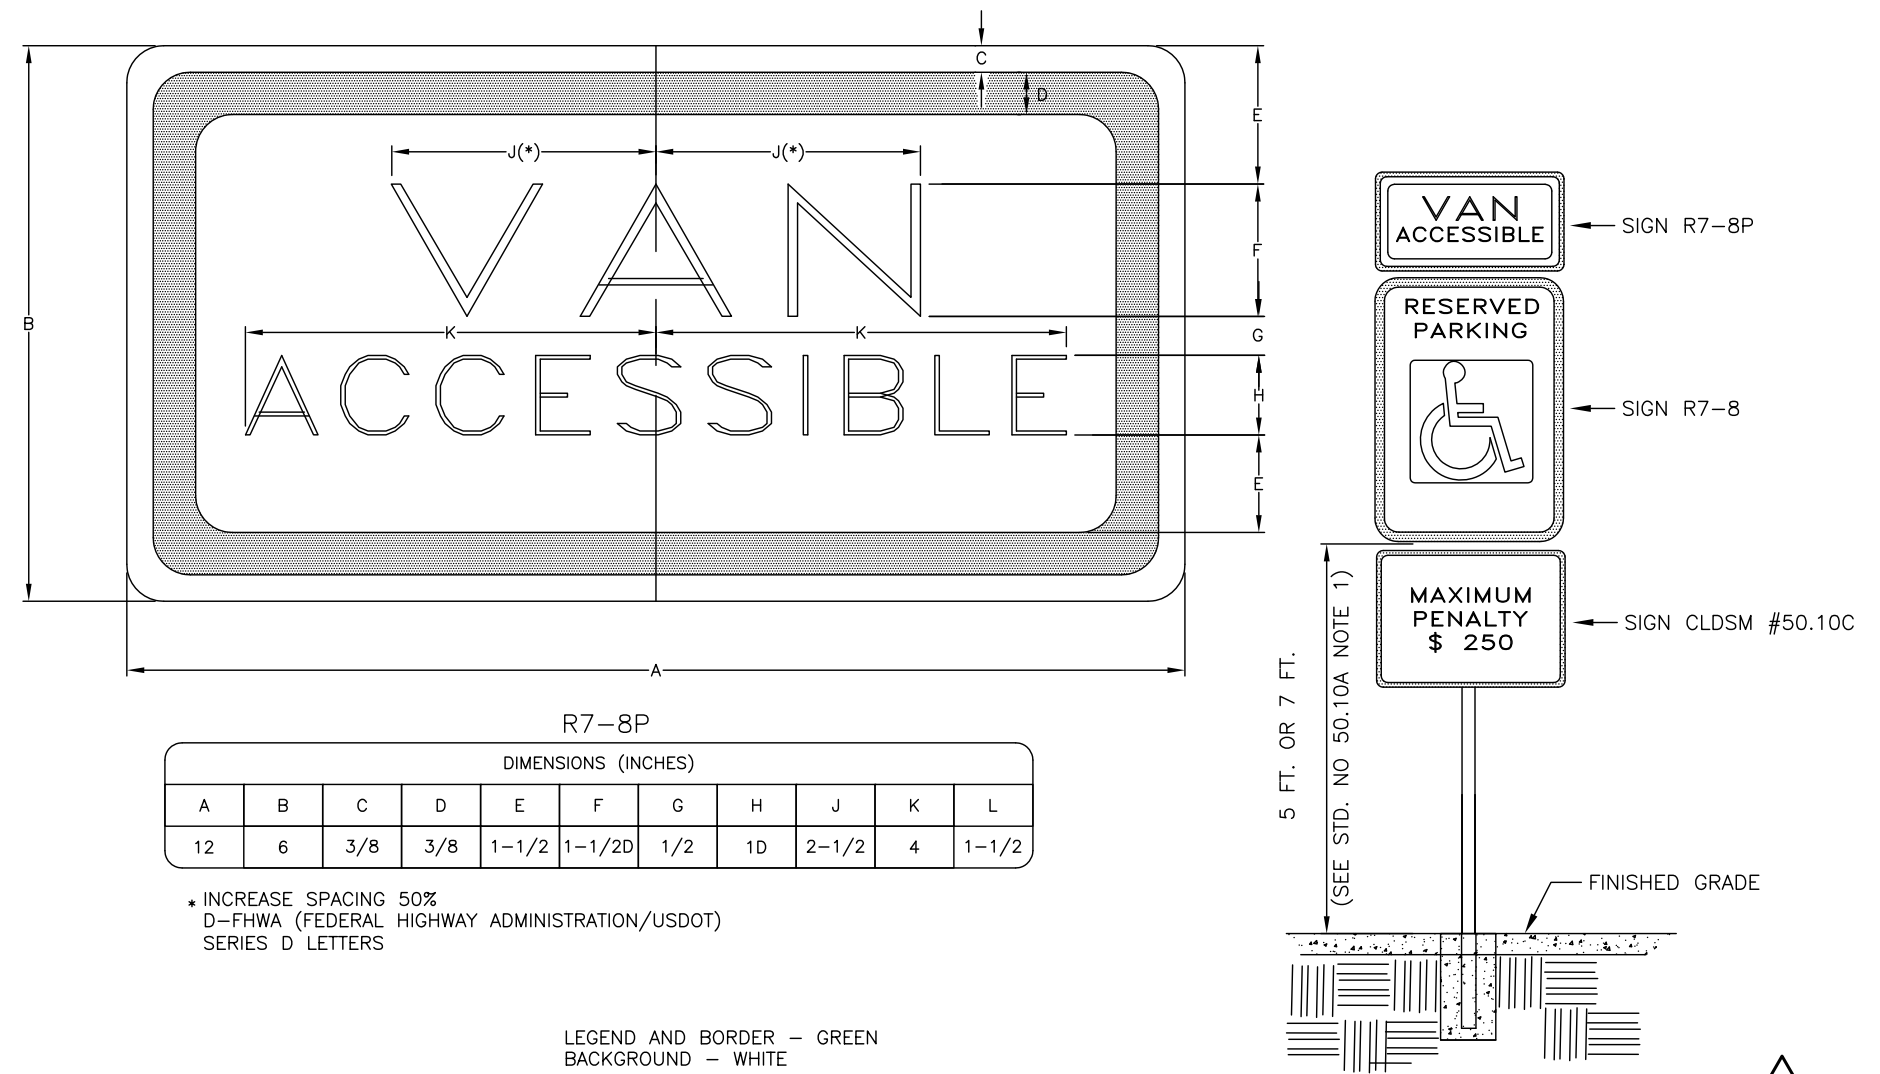 C
D
E
J(*)
J(*)
VAN
F
B
K
K
G
ACCESSIBLE
H
E
A
R7-8P
DIMENSIONS (INCHES)
A B C D E F G H J K L
12 6 3/8 3/8 1-1/2 1-1/2D 1/2 1D 2-1/2 4 1-1/2
* INCREASE SPACING 50%
D-FHWA (FEDERAL HIGHWAY ADMINISTRATION/USDOT)
SERIES D LETTERS
LEGEND AND BORDER - GREEN
BACKGROUND - WHITE
VAN
ACCESSIBLE
SIGN R7-8P
RESERVED
PARKING
SIGN R7-8
MAXIMUM
PENALTY
$ 250
SIGN CLDSM #50.10C
5 FT. OR 7 FT.
(SEE STD. NO 50.10A NOTE 1)
FINISHED GRADE